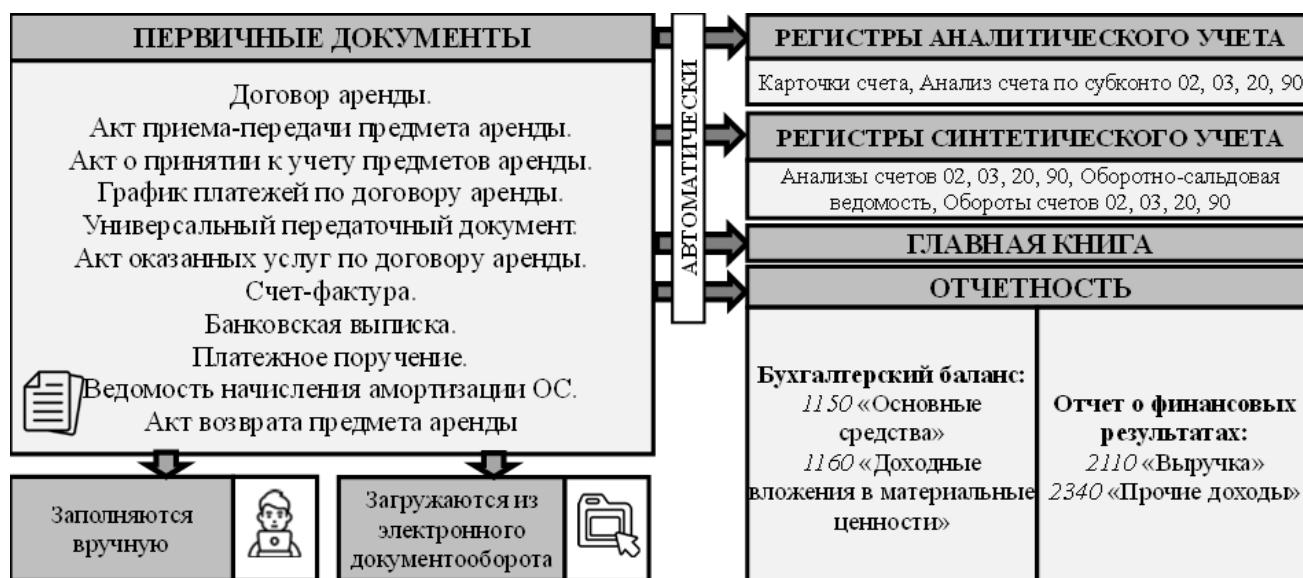 ПЕРВИЧНЫЕ ДОКУМЕНТЫ
Договор аренды.
Акт приема-передачи предмета аренды.
Акт о принятии к учету предметов аренды.
График платежей по договору аренды.
Универсальный передаточный документ.
Акт оказанных услуг по договору аренды.
Счет-фактура.
Банковская выписка.
Платежное поручение.
Ведомость начисления амортизации ОС.
Акт возврата предмета аренды
Заполняются
вручную
Загружаются из
электронного
документооборота
АВТОМАТИЧЕСКИ
РЕГИСТРЫ АНАЛИТИЧЕСКОГО УЧЕТА
Карточки счета, Анализ счета по субконто 02, 03, 20, 90
РЕГИСТРЫ СИНТЕТИЧЕСКОГО УЧЕТА
Анализы счетов 02, 03, 20, 90, Оборотно-сальдовая
ведомость, Обороты счетов 02, 03, 20, 90
ГЛАВНАЯ КНИГА
ОТЧЕТНОСТЬ
Бухгалтерский баланс:
1150 «Основные
средства»
1160 «Доходные
вложения в материальные
ценности»
Отчет о финансовых
результатах:
2110 «Выручка»
2340 «Прочие доходы»